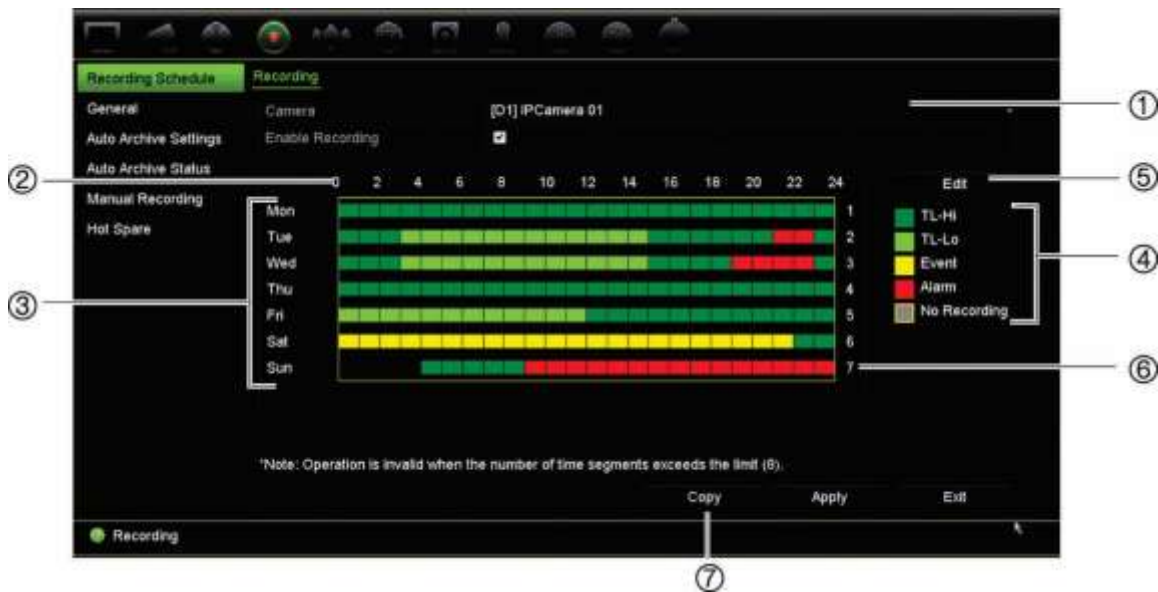 Recording Schedule Recording
General Camera [D1] IPCamera 01 ①
Auto Archive Settings Enable Recording
Auto Archive Status
② 0 2 4 6 8 10 12 14 16 18 20 22 24 Edit ⑤
Manual Recording
Hot Spare
③
Mon 1
Tue 2
Wed 3
Thu 4
Fri 5
Sat 6
Sun 7 ⑥
TL-Hi
TL-Lo
Event ④
Alarm
No Recording
*Note: Operation is invalid when the number of time segments exceeds the limit (8).
Copy Apply Exit
Recording
⑦